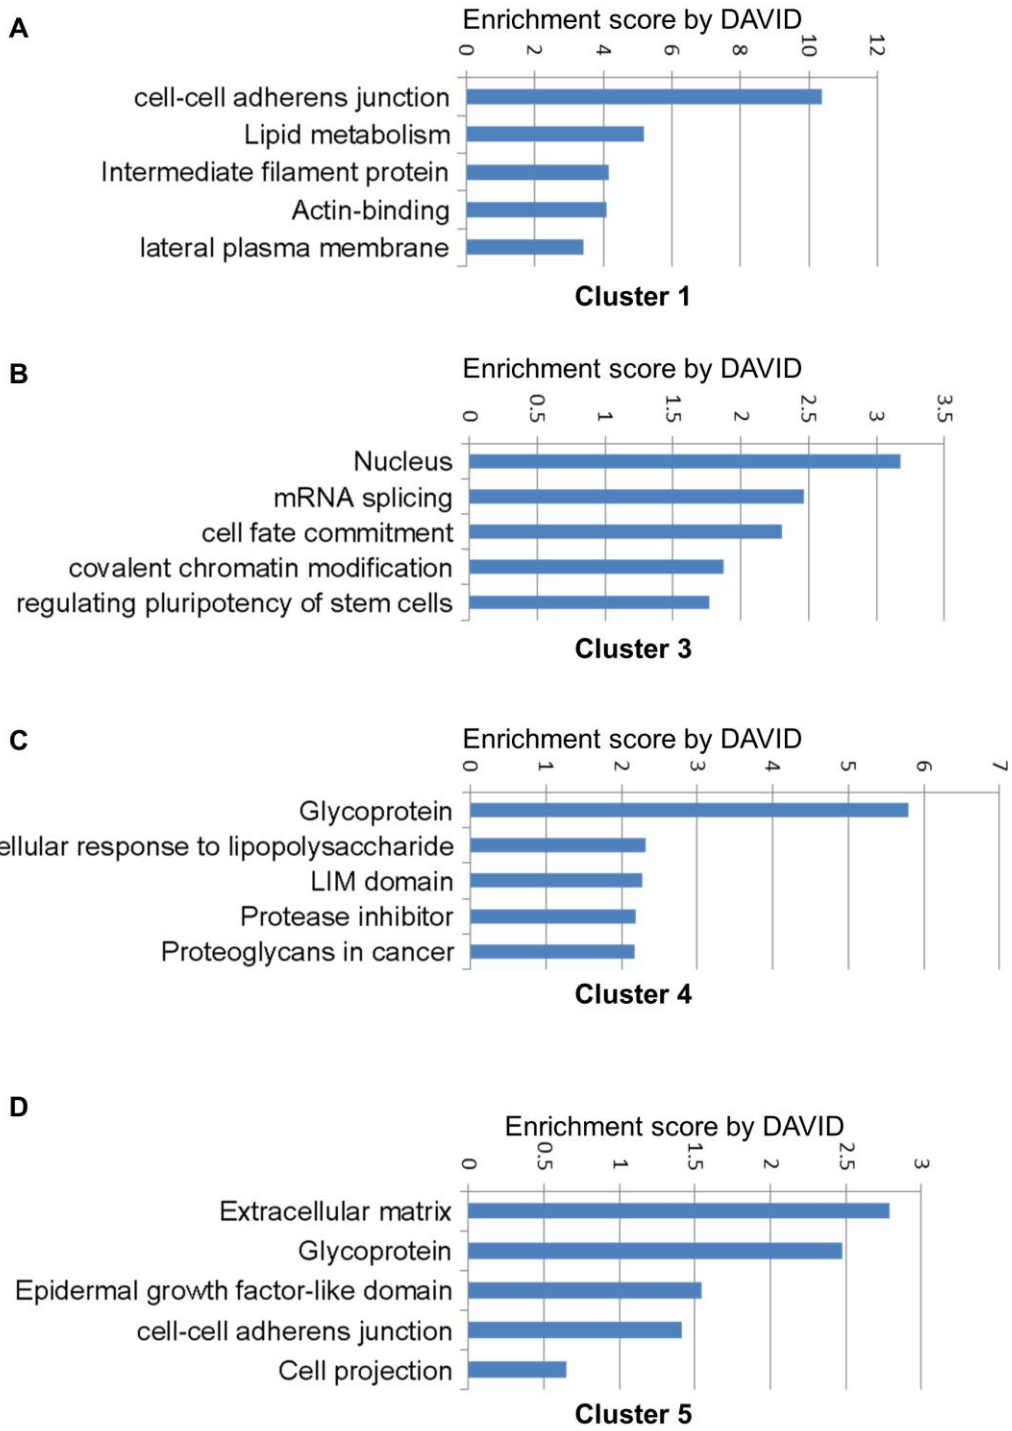 A
Enrichment score by DAVID
0 2 4 6 8 10 12
cell-cell adherens junction
Lipid metabolism
Intermediate filament protein
Actin-binding
lateral plasma membrane
Cluster 1
B
Enrichment score by DAVID
0 0.5 1 1.5 2 2.5 3 3.5
Nucleus
mRNA splicing
cell fate commitment
covalent chromatin modification
regulating pluripotency of stem cells
Cluster 3
C
Enrichment score by DAVID
0 1 2 3 4 5 6 7
Glycoprotein
ellular response to lipopolysaccharide
LIM domain
Protease inhibitor
Proteoglycans in cancer
Cluster 4
D
Enrichment score by DAVID
0 0.5 1 1.5 2 2.5 3
Extracellular matrix
Glycoprotein
Epidermal growth factor-like domain
cell-cell adherens junction
Cell projection
Cluster 5